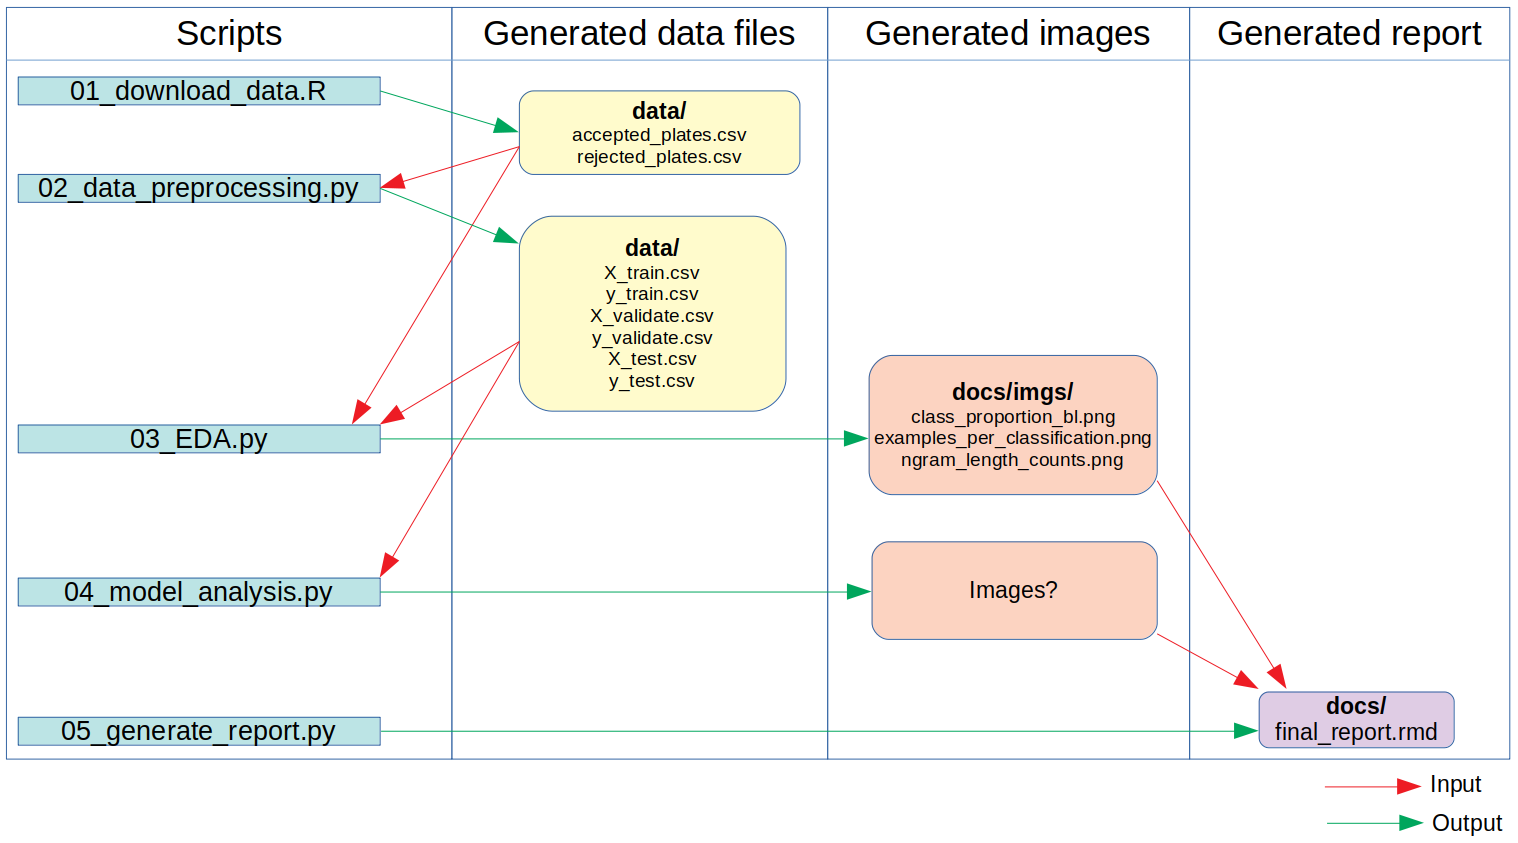 Scripts
Generated data files
Generated images
Generated report
01_download_data.R
data/
accepted_plates.csv
rejected_plates.csv
02_data_preprocessing.py
data/
X_train.csv
y_train.csv
X_validate.csv
y_validate.csv
X_test.csv
y_test.csv
03_EDA.py
docs/imgs/
class_proportion_bl.png
examples_per_classification.png
ngram_length_counts.png
04_model_analysis.py
Images?
05_generate_report.py
docs/
final_report.rmd
Input
Output